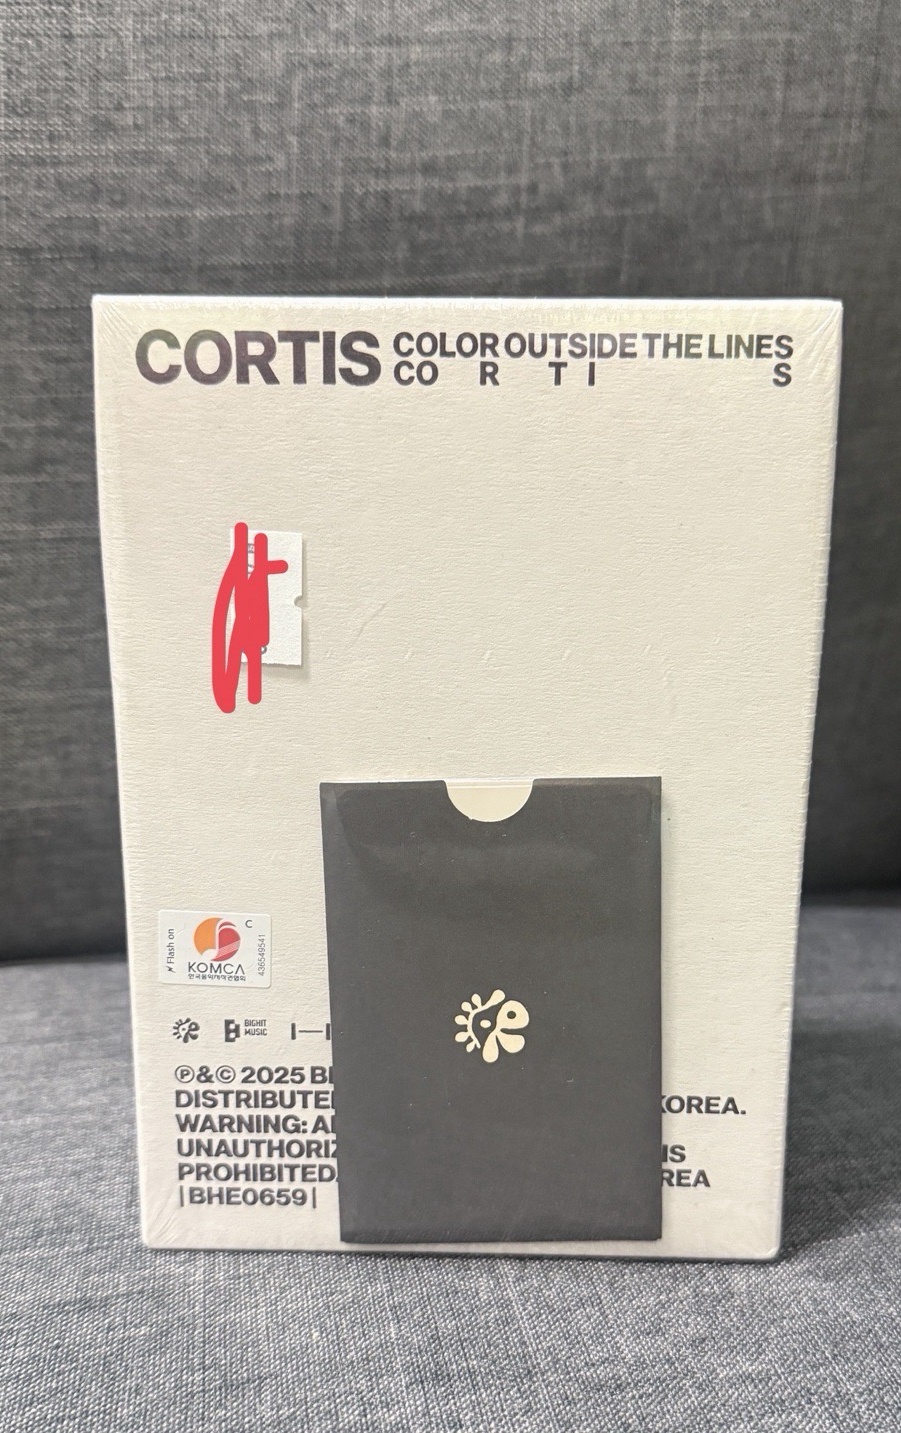 CORTIS COLOR OUTSIDE THE LINES
CO R T I S
Flash on
C
KOMCA
한국음악저작권협회
436549541
BIGHIT
MUSIC
Ⓟ&© 2025 BI
DISTRIBUTE
KOREA.
WARNING: A
UNAUTHORIZ
IS
PROHIBITED.
REA
|BHE0659|